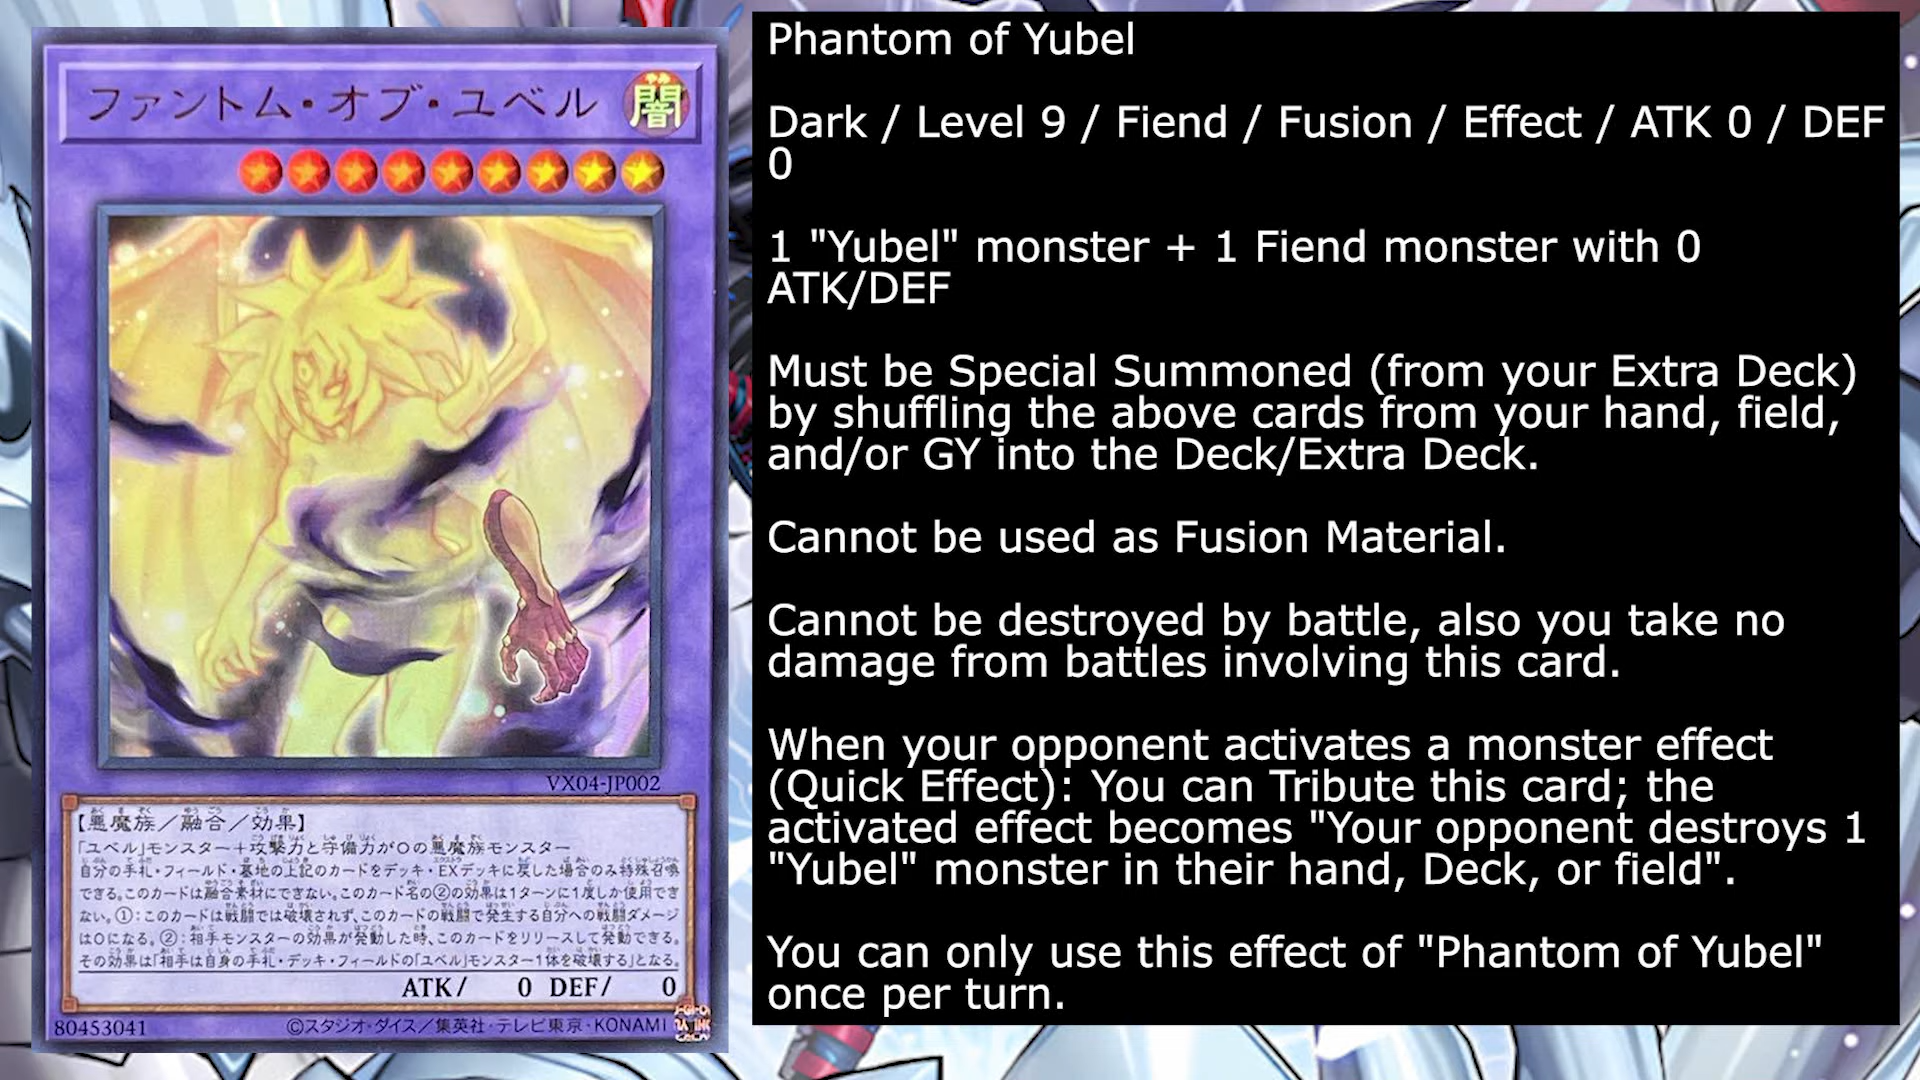 ファントム・オブ・ユベル
闇
VX04-JP002
【悪魔族／融合／効果】
「ユベル」モンスター＋攻撃力と守備力が0の悪魔族モンスター
自分の手札・フィールド・墓地の上記のカードをデッキ・EXデッキに戻した場合のみ特殊召喚
できる。このカードは融合素材にできない。このカード名の②の効果は1ターンに1度しか使用でき
ない。①：このカードは戦闘では破壊されず、このカードの戦闘で発生する自分への戦闘ダメージ
は0になる。②：相手モンスターの効果が発動した時、このカードをリリースして発動できる。
その効果は「相手は自身の手札・デッキ・フィールドの「ユベル」モンスター1体を破壊する」となる。
ATK/ 0 DEF/ 0
80453041
©スタジオ・ダイス／集英社・テレビ東京・KONAMI
Phantom of Yubel
Dark / Level 9 / Fiend / Fusion / Effect / ATK 0 / DEF
0
1 "Yubel" monster + 1 Fiend monster with 0
ATK/DEF
Must be Special Summoned (from your Extra Deck)
by shuffling the above cards from your hand, field,
and/or GY into the Deck/Extra Deck.
Cannot be used as Fusion Material.
Cannot be destroyed by battle, also you take no
damage from battles involving this card.
When your opponent activates a monster effect
(Quick Effect): You can Tribute this card; the
activated effect becomes "Your opponent destroys 1
"Yubel" monster in their hand, Deck, or field".
You can only use this effect of "Phantom of Yubel"
once per turn.